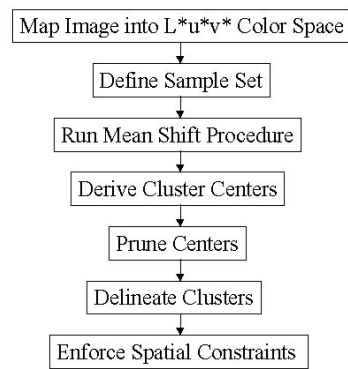 Map Image into L*u*v* Color Space
Define Sample Set
Run Mean Shift Procedure
Derive Cluster Centers
Prune Centers
Delineate Clusters
Enforce Spatial Constraints